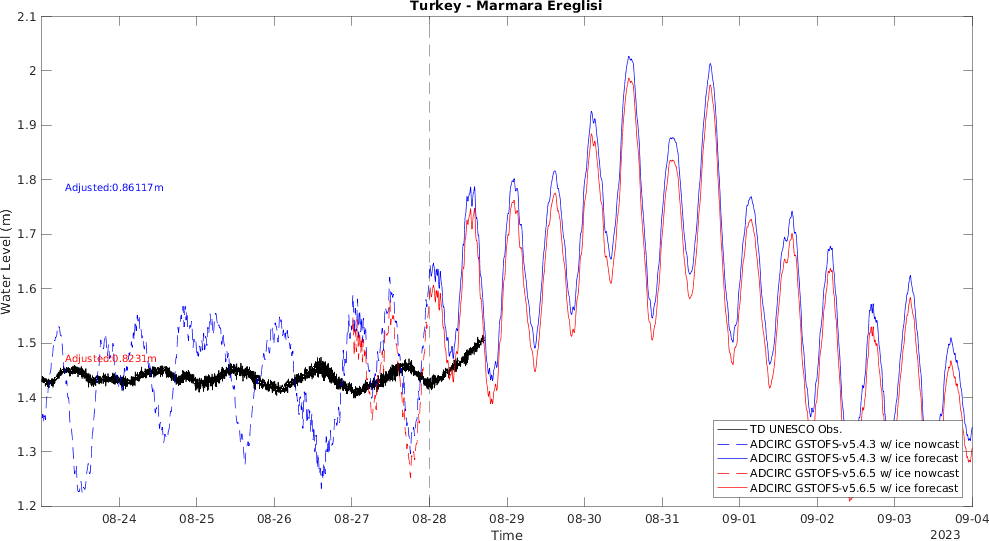 Turkey - Marmara Ereglisi
2.1
2
1.9
1.8
1.7
1.6
1.5
1.4
1.3
1.2
Water Level (m)
Adjusted:0.86117m
Adjusted:0.8231m
TD UNESCO Obs.
ADCIRC GSTOFS-v5.4.3 w/ ice nowcast
ADCIRC GSTOFS-v5.4.3 w/ ice forecast
ADCIRC GSTOFS-v5.6.5 w/ ice nowcast
ADCIRC GSTOFS-v5.6.5 w/ ice forecast
08-24 08-25 08-26 08-27 08-28 08-29 08-30 08-31 09-01 09-02 09-03 09-04
Time
2023